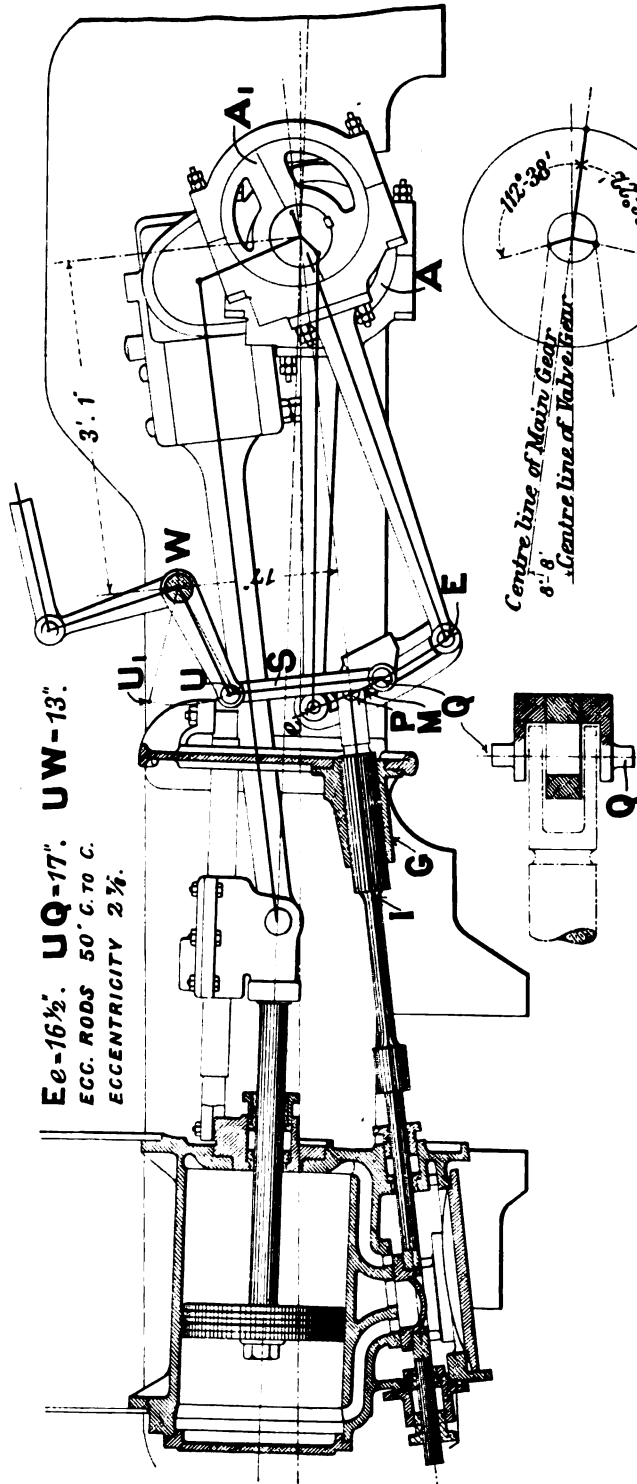 Ee=16½". UQ=17". UW=13".
ECC. RODS 50" C. TO C.
ECCENTRICITY 2⅞.
3'. 1"
17"
U₁
U
W
S
e
P
M
Q
E
G
I
A₁
A
Q
112°-38'
Centre line of Main Gear
8°-8'
Centre line of Valve Gear